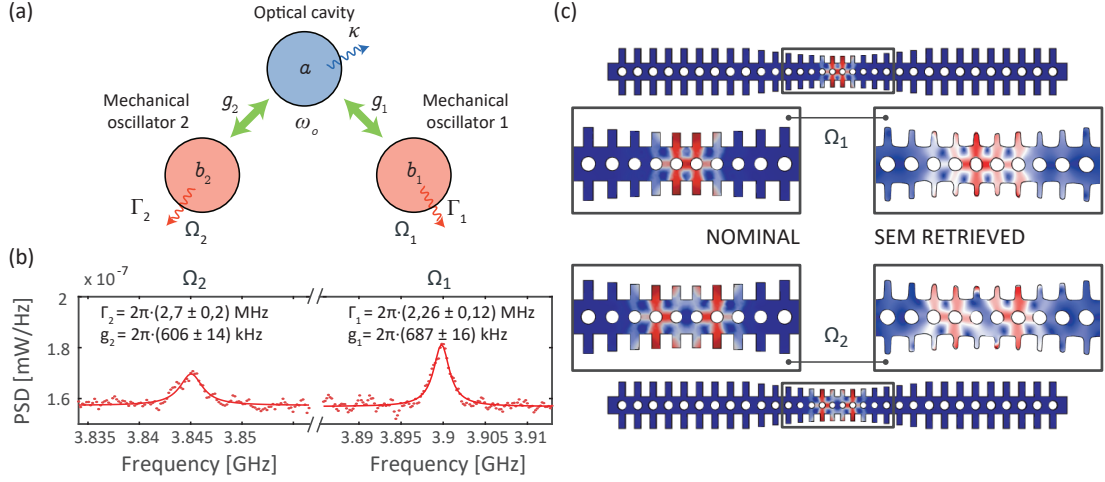 (a)
Optical cavity
κ
a
ω_o
g_2
g_1
Mechanical
oscillator 2
Mechanical
oscillator 1
b_2
b_1
Γ_2
Γ_1
Ω_2
Ω_1
(b)
x 10^-7
Ω_2
Ω_1
PSD [mW/Hz]
2
1.8
1.6
Γ_2 = 2π·(2,7 ± 0,2) MHz
g_2 = 2π·(606 ± 14) kHz
Γ_1 = 2π·(2,26 ± 0,12) MHz
g_1= 2π·(687 ± 16) kHz
3.835 3.84 3.845 3.85
3.89 3.895 3.9 3.905 3.91
Frequency [GHz]
Frequency [GHz]
(c)
Ω_1
NOMINAL
SEM RETRIEVED
Ω_2